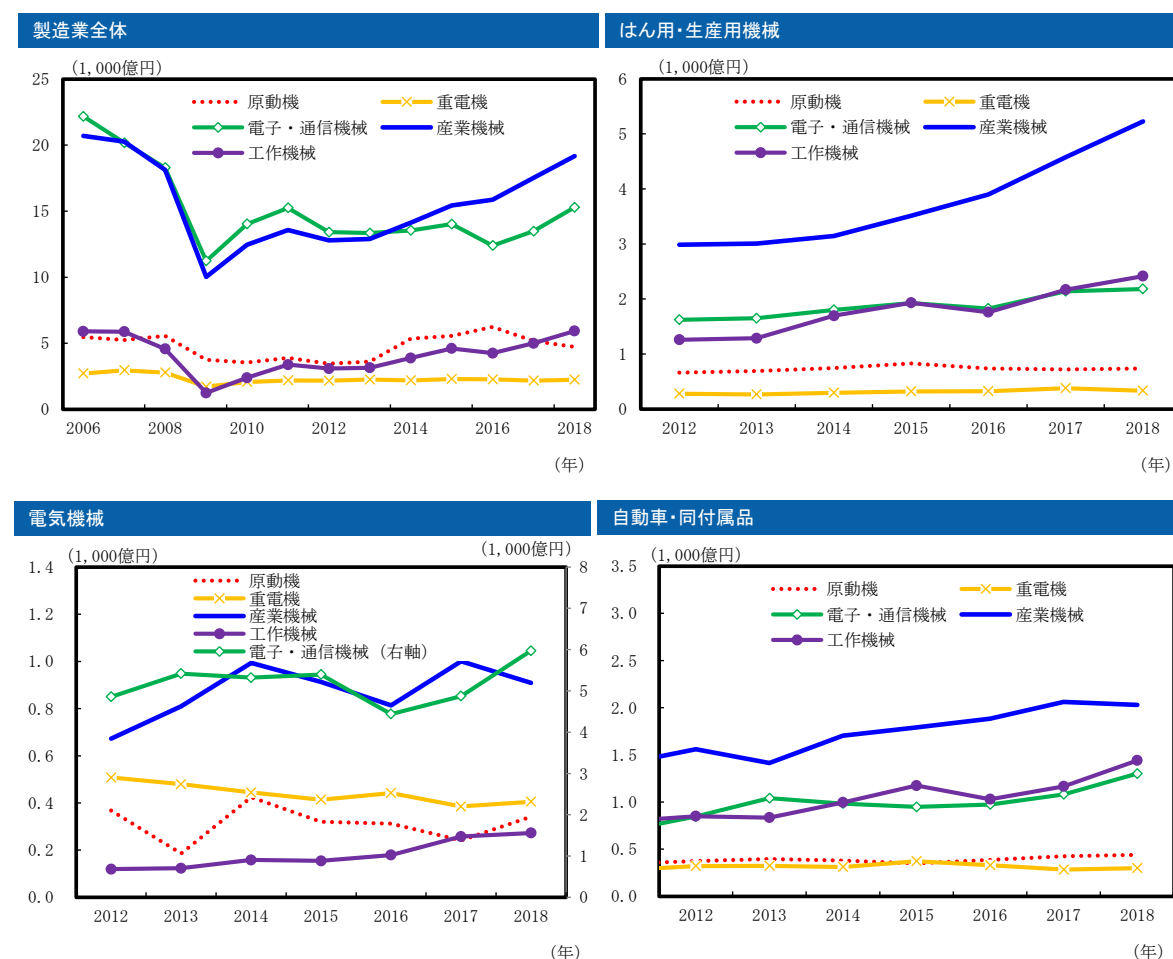 製造業全体
(1,000億円)
25
20
15
10
5
0
原動機
重電機
電子・通信機械
産業機械
工作機械
2006 2008 2010 2012 2014 2016 2018
(年)
はん用・生産用機械
(1,000億円)
6
5
4
3
2
1
0
原動機
重電機
電子・通信機械
産業機械
工作機械
2012 2013 2014 2015 2016 2017 2018
(年)
電気機械
(1,000億円)
(1,000億円)
1.4
1.2
1.0
0.8
0.6
0.4
0.2
0.0
原動機
重電機
産業機械
工作機械
電子・通信機械（右軸）
8
7
6
5
4
3
2
1
0
2012 2013 2014 2015 2016 2017 2018
(年)
自動車・同付属品
(1,000億円)
3.5
3.0
2.5
2.0
1.5
1.0
0.5
0.0
原動機
重電機
電子・通信機械
産業機械
工作機械
2012 2013 2014 2015 2016 2017 2018
(年)